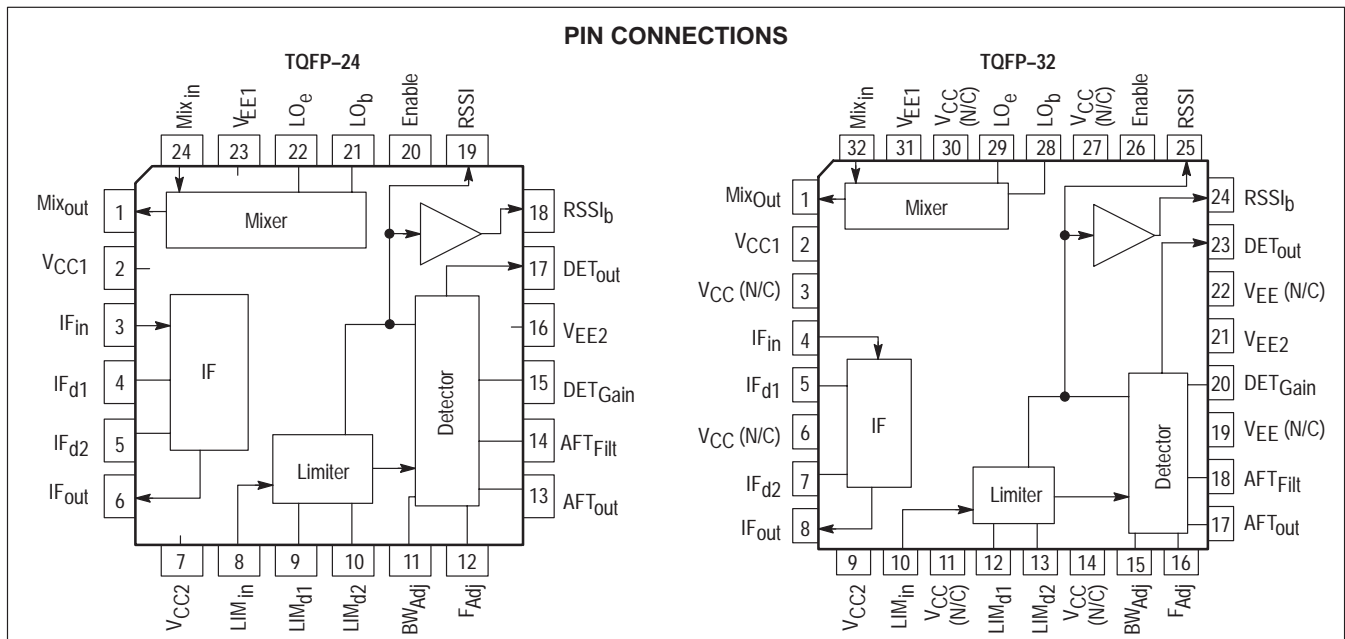 PIN CONNECTIONS
TQFP–24
Mixin
VEE1
LOe
LOb
Enable
RSSI
24
23
22
21
20
19
Mixout
1
VCC1
2
IFin
3
IFd1
4
IFd2
5
IFout
6
Mixer
IF
Limiter
Detector
18
RSSIb
17
DETout
16
VEE2
15
DETGain
14
AFTFilt
13
AFTout
7
8
9
10
11
12
VCC2
LIMin
LIMd1
LIMd2
BWAdj
FAdj
TQFP–32
Mixin
VEE1
VCC
(N/C)
LOe
LOb
VCC
(N/C)
Enable
RSSI
32
31
30
29
28
27
26
25
MixOut
1
VCC1
2
VCC (N/C)
3
IFin
4
IFd1
5
VCC (N/C)
6
IFd2
7
IFout
8
Mixer
IF
Limiter
Detector
24
RSSIb
23
DETout
22
VEE (N/C)
21
VEE2
20
DETGain
19
VEE (N/C)
18
AFTFilt
17
AFTout
9
10
11
12
13
14
15
16
VCC2
LIMin
VCC
(N/C)
LIMd1
LIMd2
VCC
(N/C)
BWAdj
FAdj